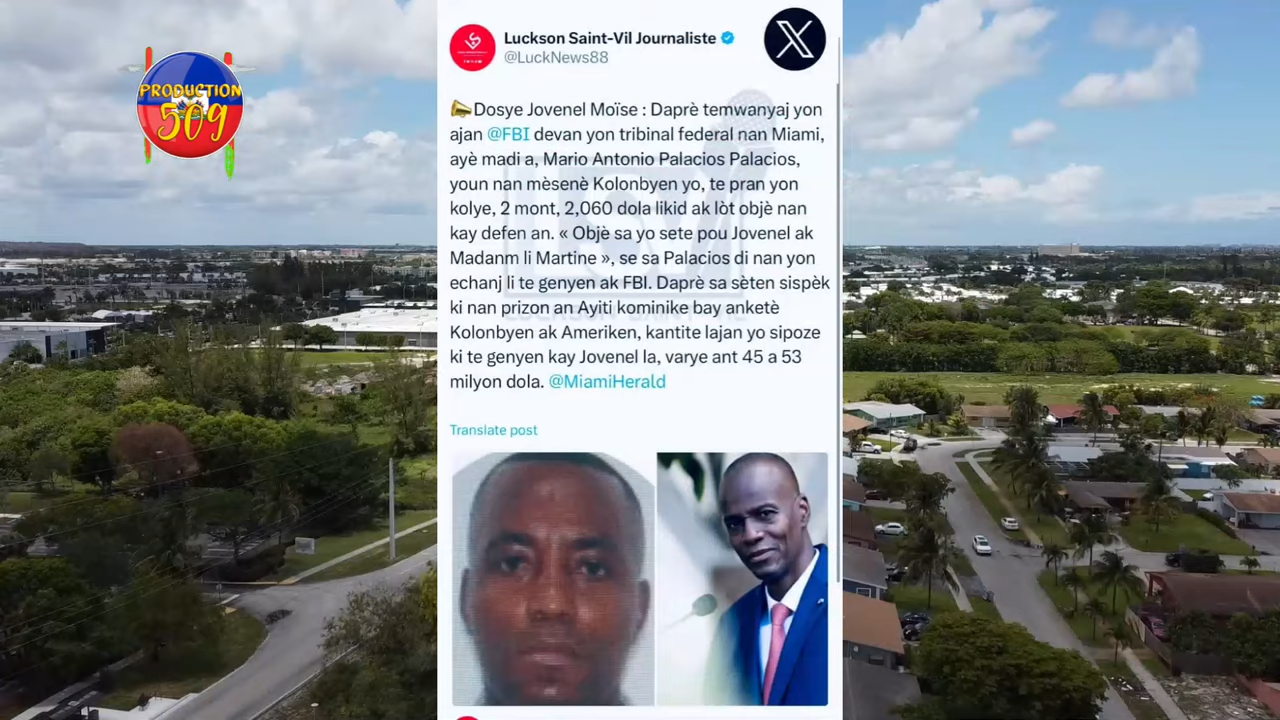 PRODUCTION
509
Luckson Saint-Vil Journaliste
@LuckNews88
X
Dosye Jovenel Moïse : Daprè temwanyaj yon
ajan @FBI devan yon tribinal federal nan Miami,
ayè madi a, Mario Antonio Palacios Palacios,
youn nan mèsenè Kolonbyen yo, te pran yon
kolye, 2 mont, 2,060 dola likid ak lòt objè nan
kay defen an. « Objè sa yo sete pou Jovenel ak
Madanm li Martine », se sa Palacios di nan yon
echanj li te genyen ak FBI. Daprè sa sèten sispèk
ki nan prizon an Ayiti kominike bay anketè
Kolonbyen ak Ameriken, kantite lajan yo sipoze
ki te genyen kay Jovenel la, varye ant 45 a 53
milyon dola. @MiamiHerald
Translate post